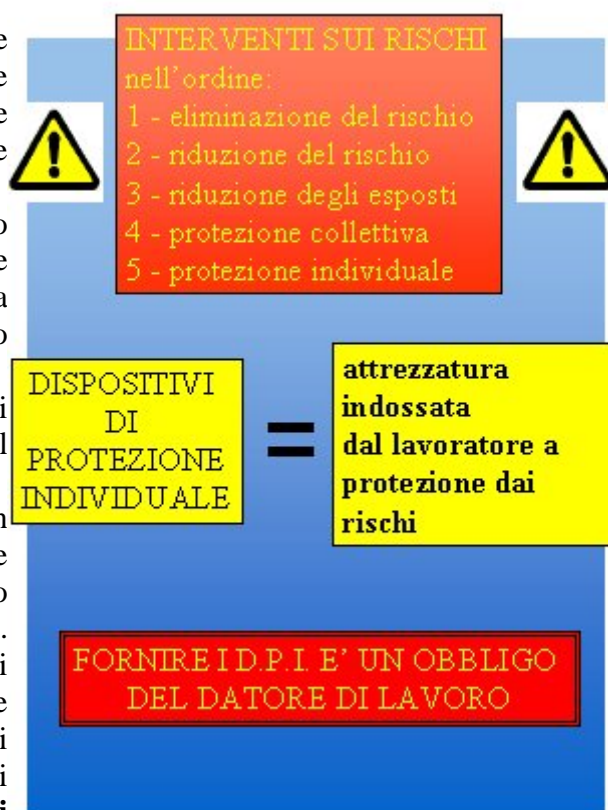 INTERVENTI SUI RISCHI
nell'ordine:
1 - eliminazione del rischio
2 - riduzione del rischio
3 - riduzione degli esposti
4 - protezione collettiva
5 - protezione individuale
DISPOSITIVI
DI
PROTEZIONE
INDIVIDUALE
=
attrezzatura
indossata
dal lavoratore a
protezione dai
rischi
FORNIRE I D.P.I. E' UN OBBLIGO
DEL DATORE DI LAVORO